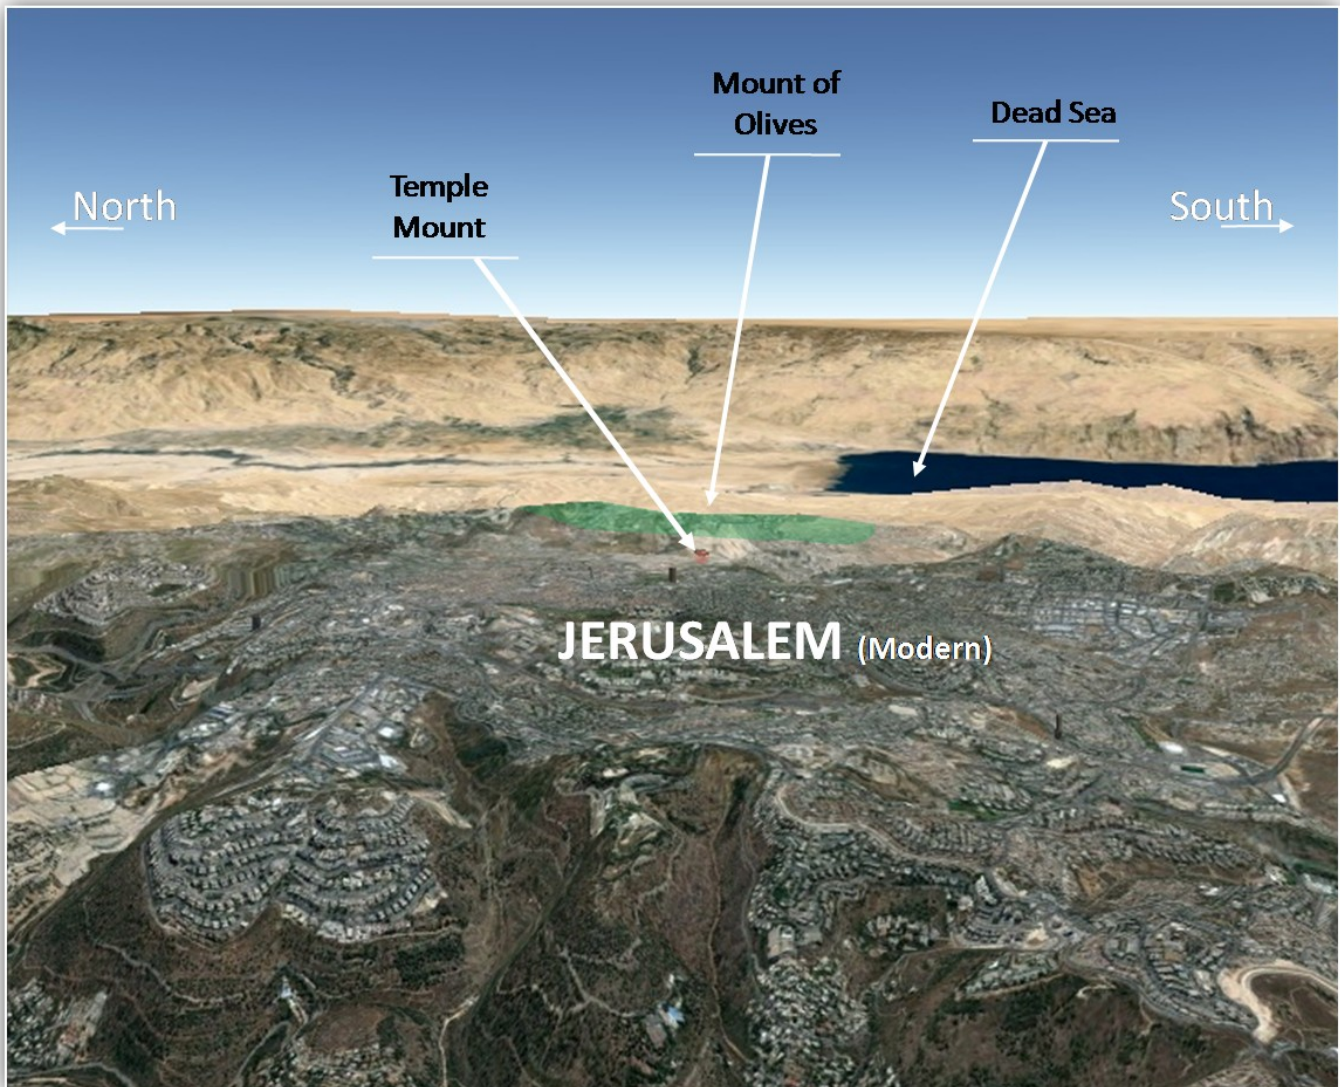 Mount of
Olives
Dead Sea
Temple
Mount
North
South
JERUSALEM (Modern)